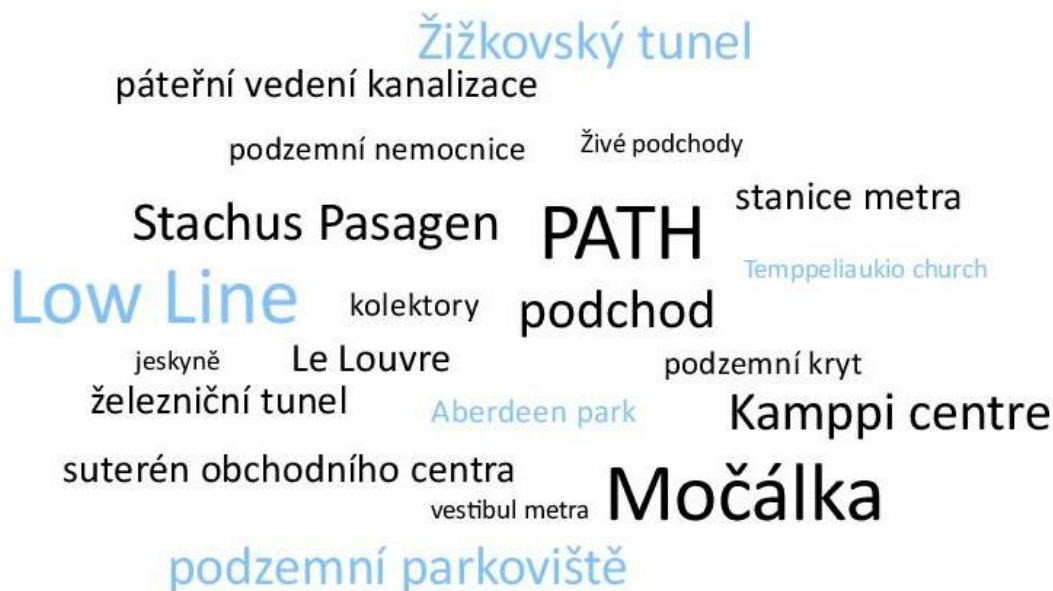 Žižkovský tunel
páteřní vedení kanalizace
podzemní nemocnice
Živé podchody
Stachus Pasagen
PATH
stanice metra
Temppeliaukio church
Low Line
kolektory
podchod
jeskyně
Le Louvre
podzemní kryt
železniční tunel
Aberdeen park
Kamppi centre
suterén obchodního centra
vestibul metra
Močálka
podzemní parkoviště